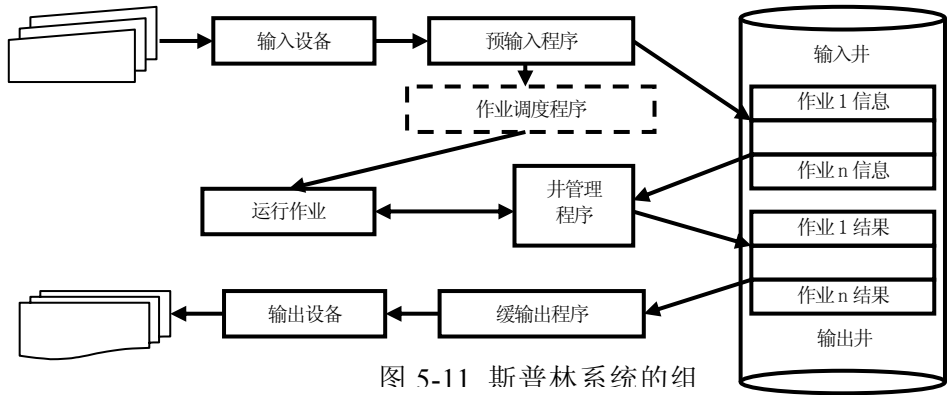 输入设备
预输入程序
输入井
作业调度程序
作业 1 信息
作业 n 信息
运行作业
井管理
程序
作业 1 结果
作业 n 结果
输出设备
缓输出程序
输出井
图 5-11 斯普林系统的组